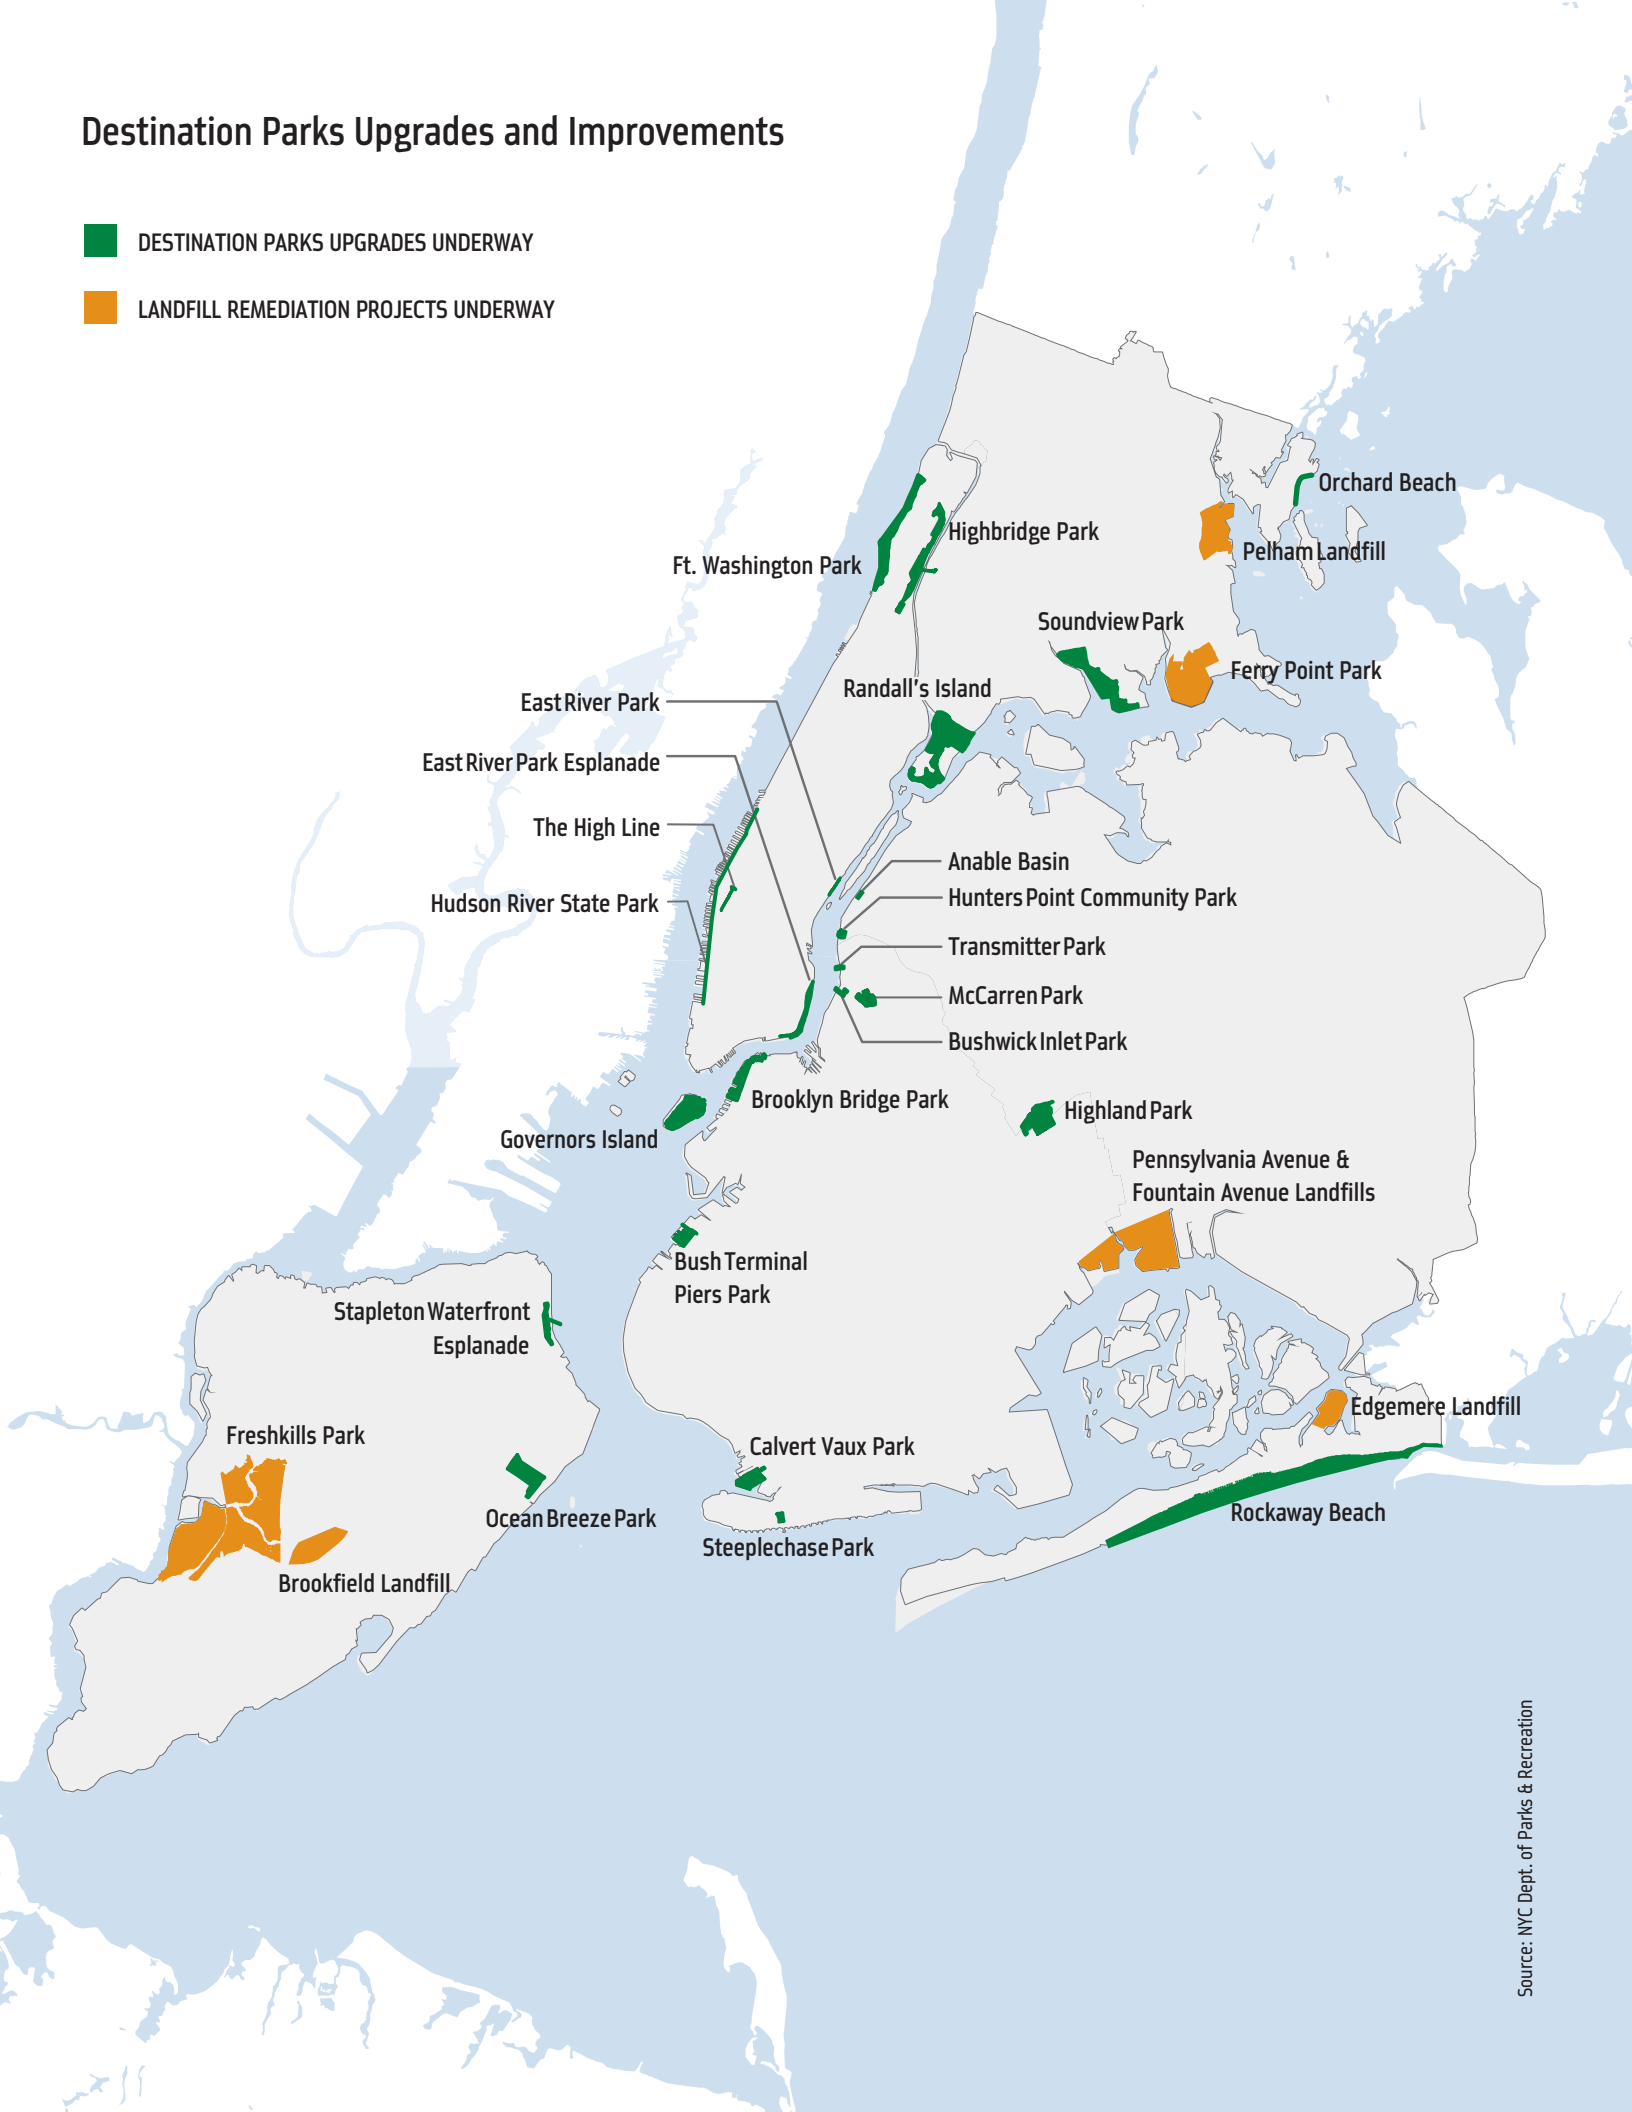 Destination Parks Upgrades and Improvements
DESTINATION PARKS UPGRADES UNDERWAY
LANDFILL REMEDIATION PROJECTS UNDERWAY
Orchard Beach
Highbridge Park
Pelham Landfill
Ft. Washington Park
Soundview Park
Ferry Point Park
Randall's Island
East River Park
East River Park Esplanade
The High Line
Anable Basin
Hunters Point Community Park
Hudson River State Park
Transmitter Park
McCarren Park
Bushwick Inlet Park
Brooklyn Bridge Park
Highland Park
Governors Island
Pennsylvania Avenue &
Fountain Avenue Landfills
Bush Terminal
Piers Park
Stapleton Waterfront
Esplanade
Edgemere Landfill
Freshkills Park
Calvert Vaux Park
Rockaway Beach
Ocean Breeze Park
Steeplechase Park
Brookfield Landfill
Source: NYC Dept. of Parks & Recreation